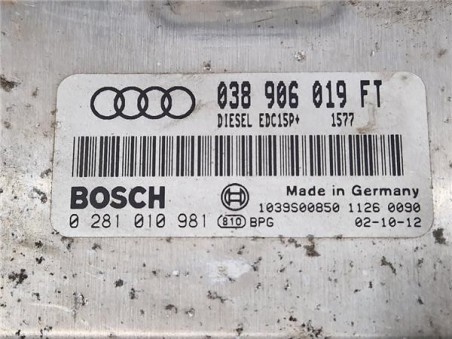 038 906 019 FT
DIESEL EDC15P+ 1577
BOSCH
Made in Germany
1039S00850 1126 0090
0 281 010 981 810 BPG 02-10-12